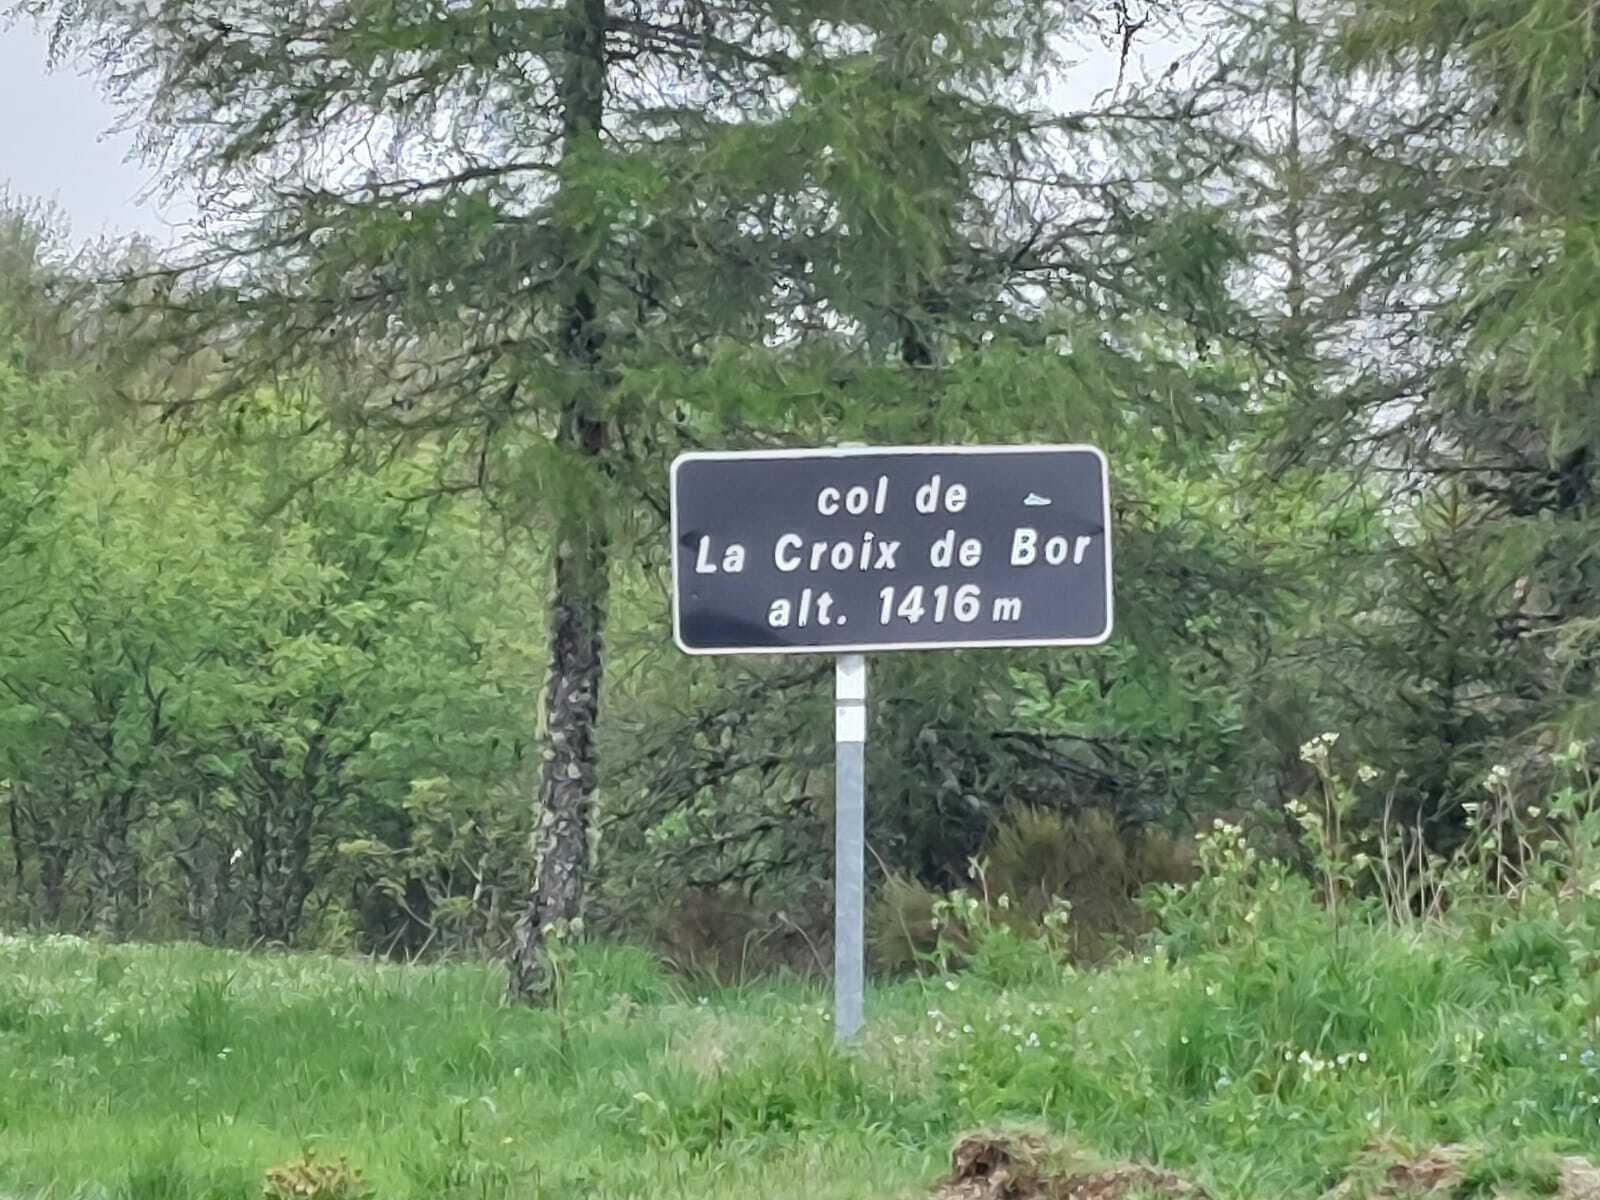 col de
La Croix de Bor
alt. 1416 m